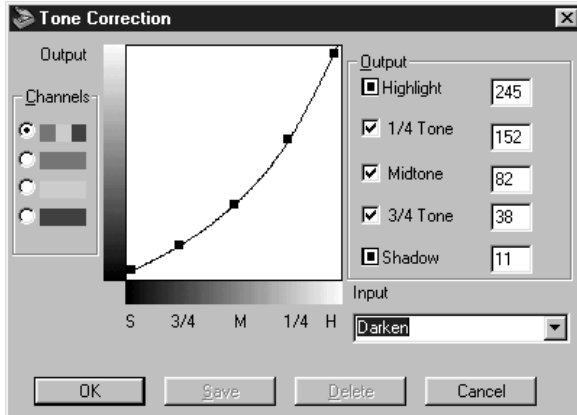 Tone Correction
Output
Channels
Output
Highlight 245
1/4 Tone 152
Midtone 82
3/4 Tone 38
Shadow 11
S 3/4 M 1/4 H
Input
Darken
OK Save Delete Cancel